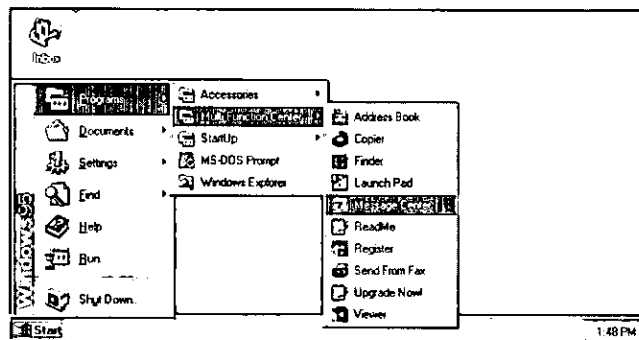 Inbox
Programs
Documents
Settings
Find
Help
Run...
Shut Down...
Windows95
Accessories
Multi Function Center
StartUp
MS-DOS Prompt
Windows Explorer
Address Book
Copier
Finder
Launch Pad
Message Center
ReadMe
Register
Send From Fax
Upgrade Now!
Viewer
Start
1:48 PM